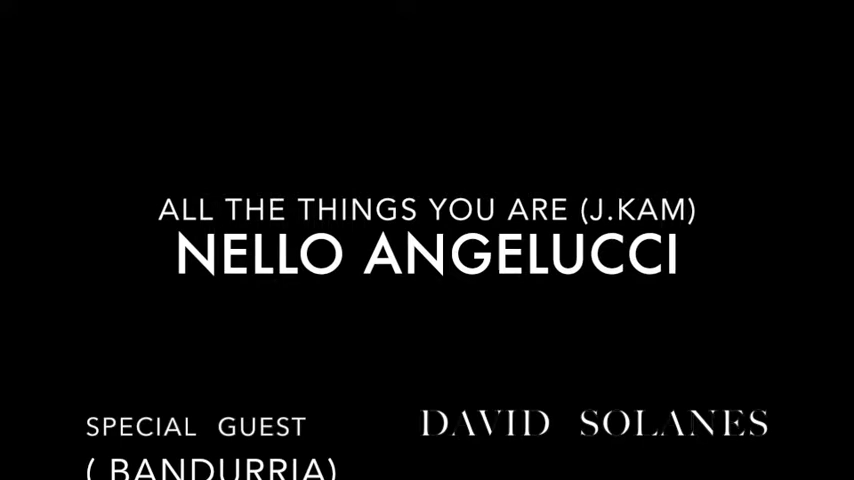 ALL THE THINGS YOU ARE (J.KAM)
NELLO ANGELUCCI
SPECIAL GUEST DAVID SOLANES
( BANDURRIA)